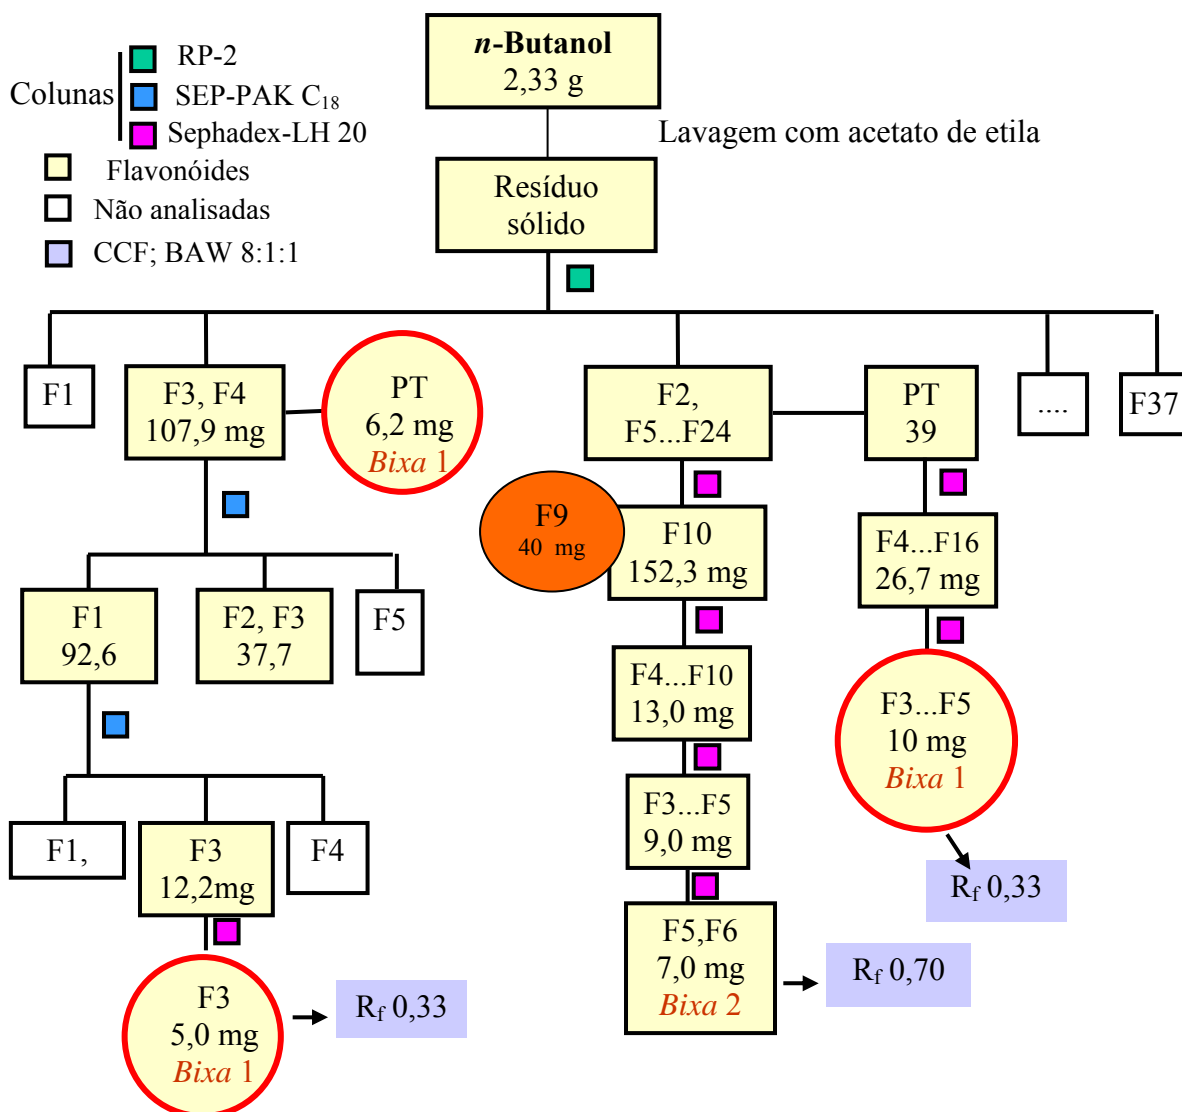 n-Butanol
2,33 g
Colunas
RP-2
SEP-PAK C₁₈
Sephadex-LH 20
Flavonóides
Não analisadas
CCF; BAW 8:1:1
Lavagem com acetato de etila
Resíduo
sólido
F1
F3, F4
107,9 mg
PT
6,2 mg
Bixa 1
F2,
F5...F24
PT
39
....
F37
F9
40 mg
F10
152,3 mg
F4...F16
26,7 mg
F1
92,6
F2, F3
37,7
F5
F4...F10
13,0 mg
F3...F5
10 mg
Bixa 1
F3...F5
9,0 mg
F1,
F3
12,2mg
F4
R_f 0,33
F5,F6
7,0 mg
Bixa 2
R_f 0,70
F3
5,0 mg
Bixa 1
R_f 0,33